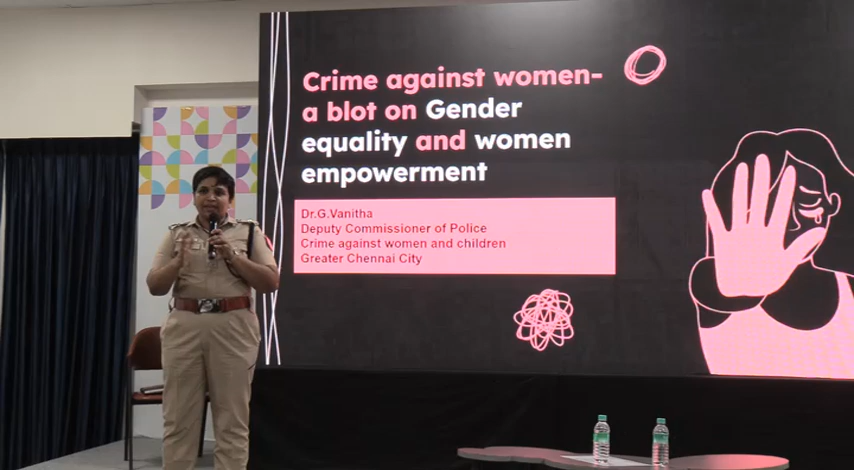 Crime against women-
a blot on Gender
equality and women
empowerment
Dr.G.Vanitha
Deputy Commissioner of Police
Crime against women and children
Greater Chennai City